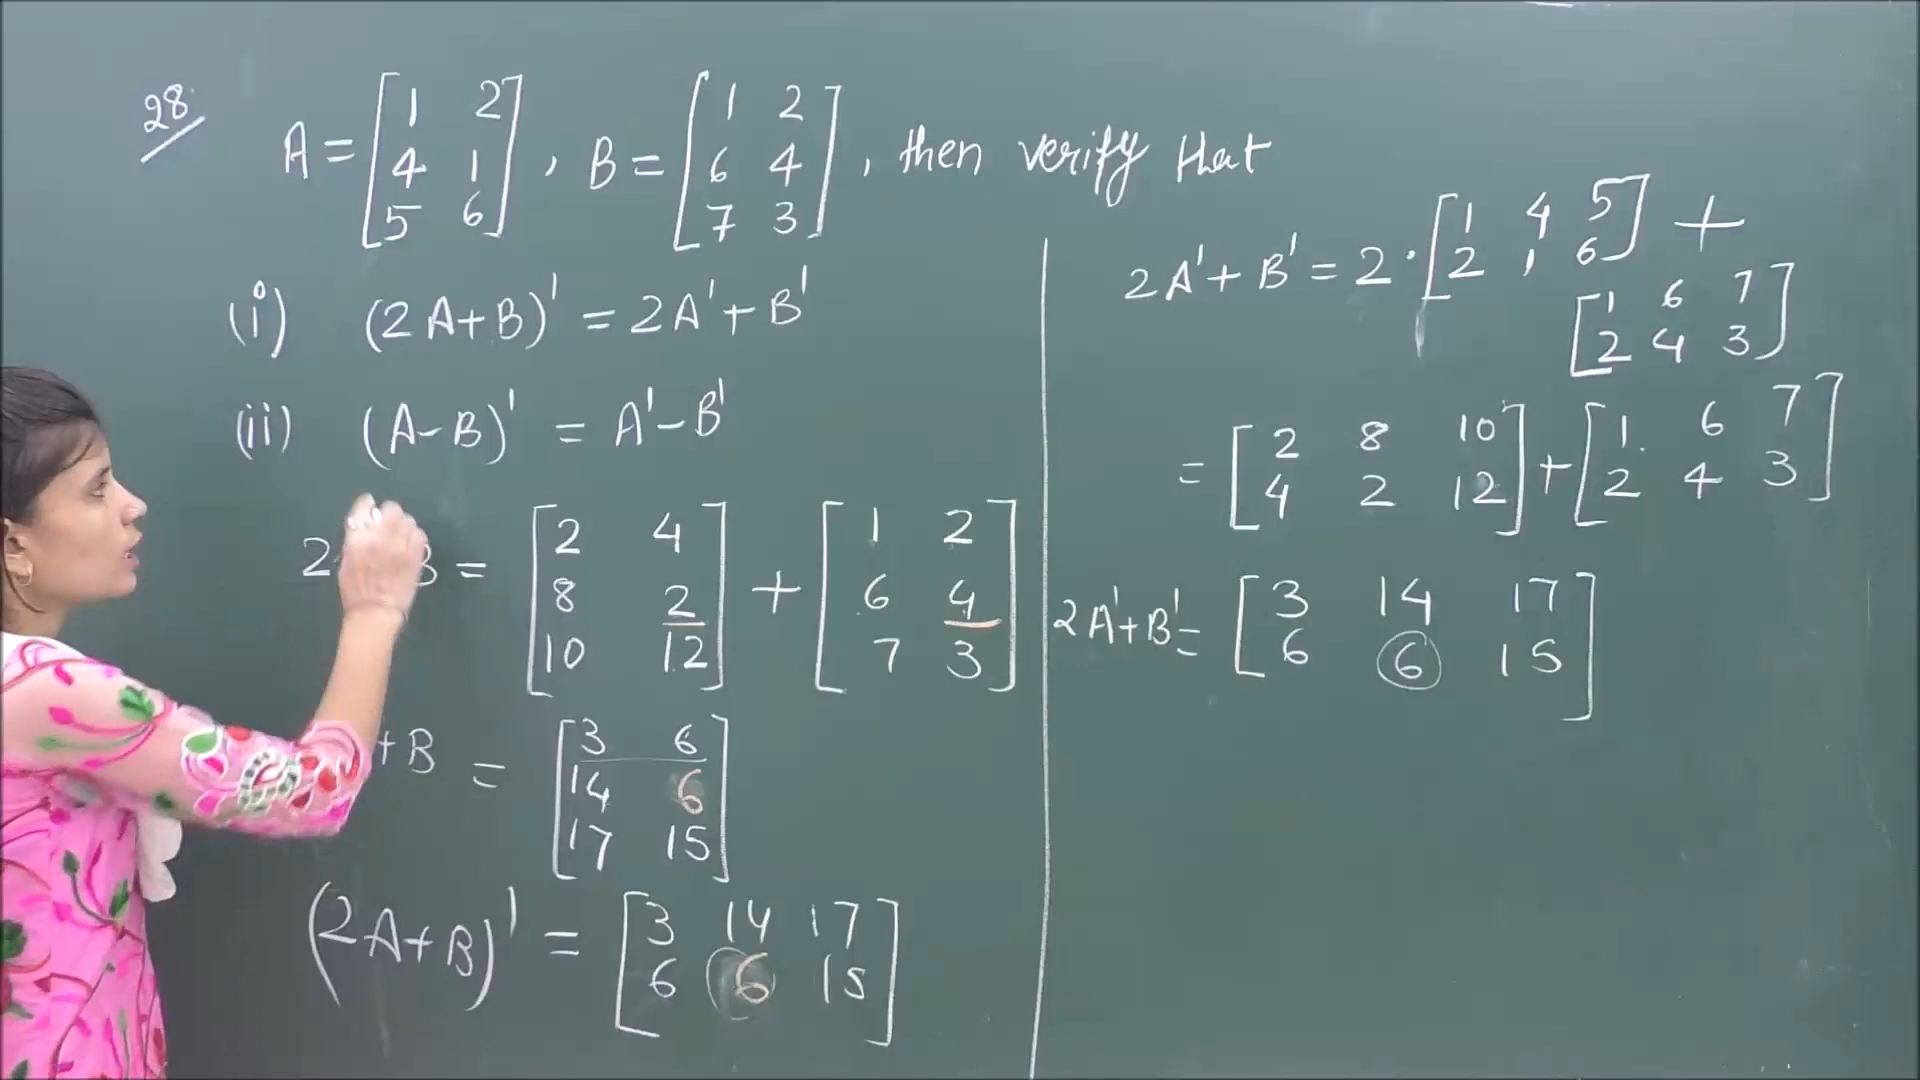 28.
A = [1 2
4 1
5 6] , B = [1 2
6 4
7 3] , then verify that
(i) (2A+B)' = 2A' + B'
(ii) (A-B)' = A' - B'
2 B = [2 4
8 2
10 12] + [1 2
6 4
7 3]
+B = [3 6
14 6
17 15]
(2A+B)' = [3 14 17
6 6 15]
2A' + B' = 2 · [1 4 5
2 1 6] +
[1 6 7
2 4 3]
= [2 8 10
4 2 12] + [1 6 7
2 4 3]
2A'+B' = [3 14 17
6 6 15]